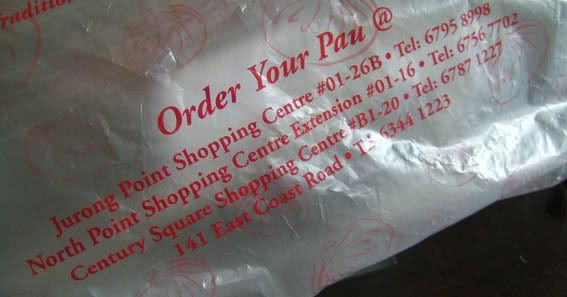 Traditional
Order Your Pau @
Jurong Point Shopping Centre #01-26B • Tel: 6795 8998
North Point Shopping Centre Extension #01-16 • Tel: 6756 7702
Century Square Shopping Centre #B1-20 • Tel: 6787 1227
141 East Coast Road • T.: 6344 1223